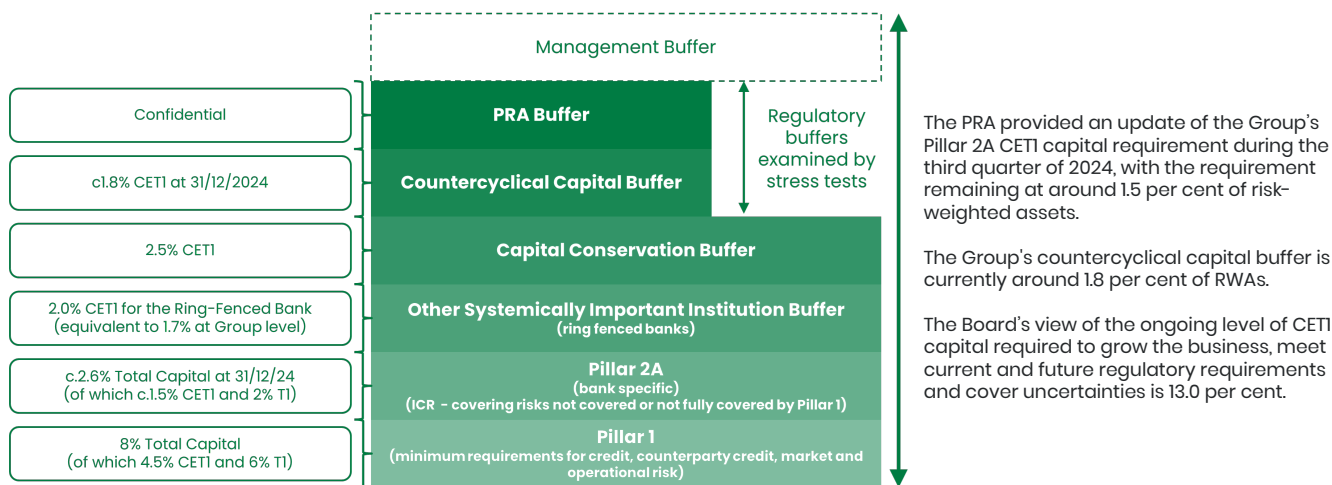 Management Buffer
Confidential
PRA Buffer
Regulatory
buffers
examined by
stress tests
c1.8% CET1 at 31/12/2024
Countercyclical Capital Buffer
2.5% CET1
Capital Conservation Buffer
2.0% CET1 for the Ring-Fenced Bank
(equivalent to 1.7% at Group level)
Other Systemically Important Institution Buffer
(ring fenced banks)
c.2.6% Total Capital at 31/12/24
(of which c.1.5% CET1 and 2% T1)
Pillar 2A
(bank specific)
(ICR - covering risks not covered or not fully covered by Pillar 1)
8% Total Capital
(of which 4.5% CET1 and 6% T1)
Pillar 1
(minimum requirements for credit, counterparty credit, market and
operational risk)
The PRA provided an update of the Group's
Pillar 2A CET1 capital requirement during the
third quarter of 2024, with the requirement
remaining at around 1.5 per cent of risk-
weighted assets.
The Group's countercyclical capital buffer is
currently around 1.8 per cent of RWAs.
The Board's view of the ongoing level of CET1
capital required to grow the business, meet
current and future regulatory requirements
and cover uncertainties is 13.0 per cent.